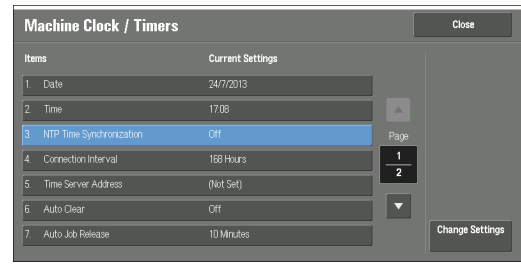 Machine Clock / Timers Close
Items Current Settings
1. Date 24/7/2013
2. Time 17:08
3. NTP Time Synchronization Off
4. Connection Interval 168 Hours
5. Time Server Address (Not Set)
6. Auto Clear Off
7. Auto Job Release 10 Minutes
Page
1
2
Change Settings